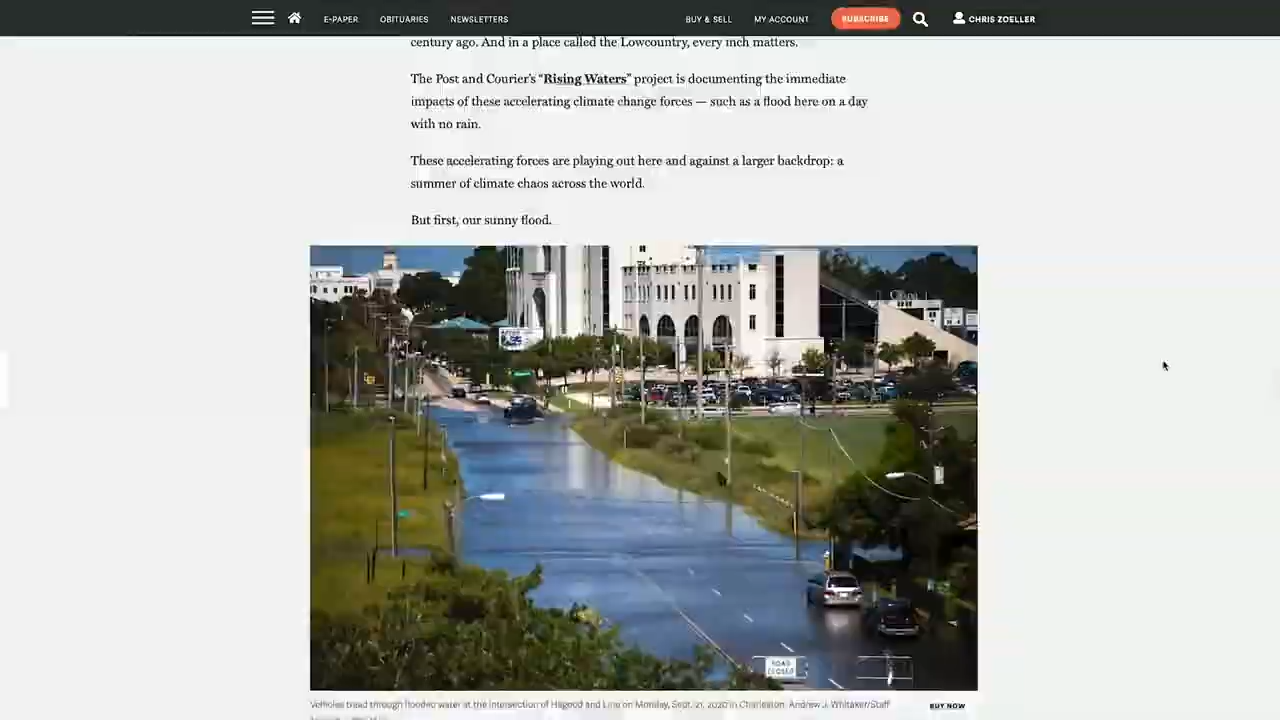 E-PAPER OBITUARIES NEWSLETTERS BUY & SELL MY ACCOUNT SUBSCRIBE CHRIS ZOELLER
century ago. And in a place called the Lowcountry, every inch matters.
The Post and Courier’s “Rising Waters” project is documenting the immediate
impacts of these accelerating climate change forces — such as a flood here on a day
with no rain.
These accelerating forces are playing out here and against a larger backdrop: a
summer of climate chaos across the world.
But first, our sunny flood.
ROAD
CLOSED
Vehicles tread through flooded water at the intersection of Hagood and Line on Monday, Sept. 21, 2020 in Charleston. Andrew J. Whitaker/Staff
BUY NOW